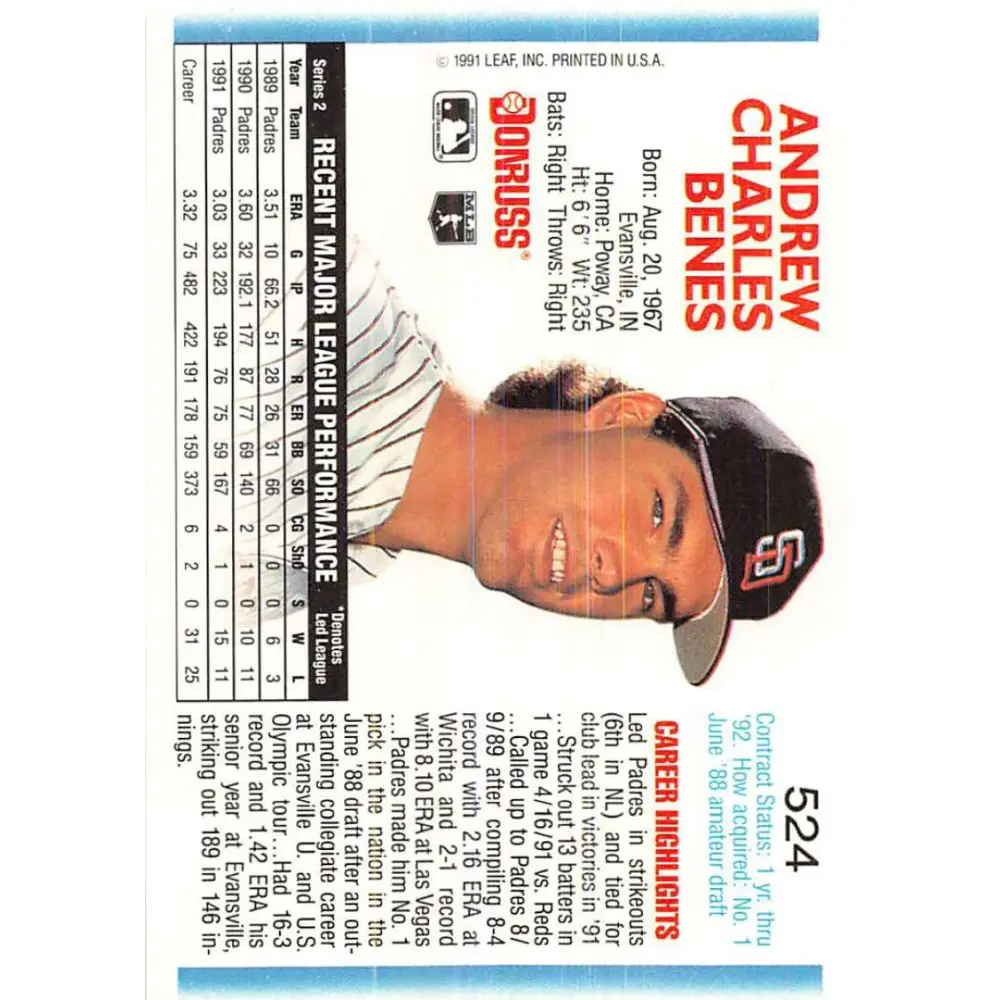 ANDREW
CHARLES
BENES
Born: Aug. 20, 1967
Evansville, IN
Home: Poway, CA
Ht: 6'6" Wt: 235
Bats: Right Throws: Right
DONRUSS®
MLB
© 1991 LEAF, INC. PRINTED IN U.S.A.
SD
524
Contract Status: 1 yr. thru
'92. How acquired: No. 1
June '88 amateur draft
CAREER HIGHLIGHTS
Led Padres in strikeouts
(6th in NL) and tied for
club lead in victories in '91
...Struck out 13 batters in
1 game 4/16/91 vs. Reds
...Called up to Padres 8/
9/89 after compiling 8-4
record with 2.16 ERA at
Wichita and 2-1 record
with 8.10 ERA at Las Vegas
...Padres made him No. 1
pick in the nation in the
June '88 draft after an out-
standing collegiate career
at Evansville U. and U.S.
Olympic tour...Had 16-3
record and 1.42 ERA his
senior year at Evansville,
striking out 189 in 146 in-
nings.
Series 2 RECENT MAJOR LEAGUE PERFORMANCE *Denotes
Led League
Year Team ERA G IP H R ER BB SO CG ShO S W L
1989 Padres 3.51 10 66.2 51 28 26 31 66 0 0 0 6 3
1990 Padres 3.60 32 192.1 177 87 77 69 140 2 1 0 10 11
1991 Padres 3.03 33 223 194 76 75 59 167 4 1 0 15 11
Career 3.32 75 482 422 191 178 159 373 6 2 0 31 25